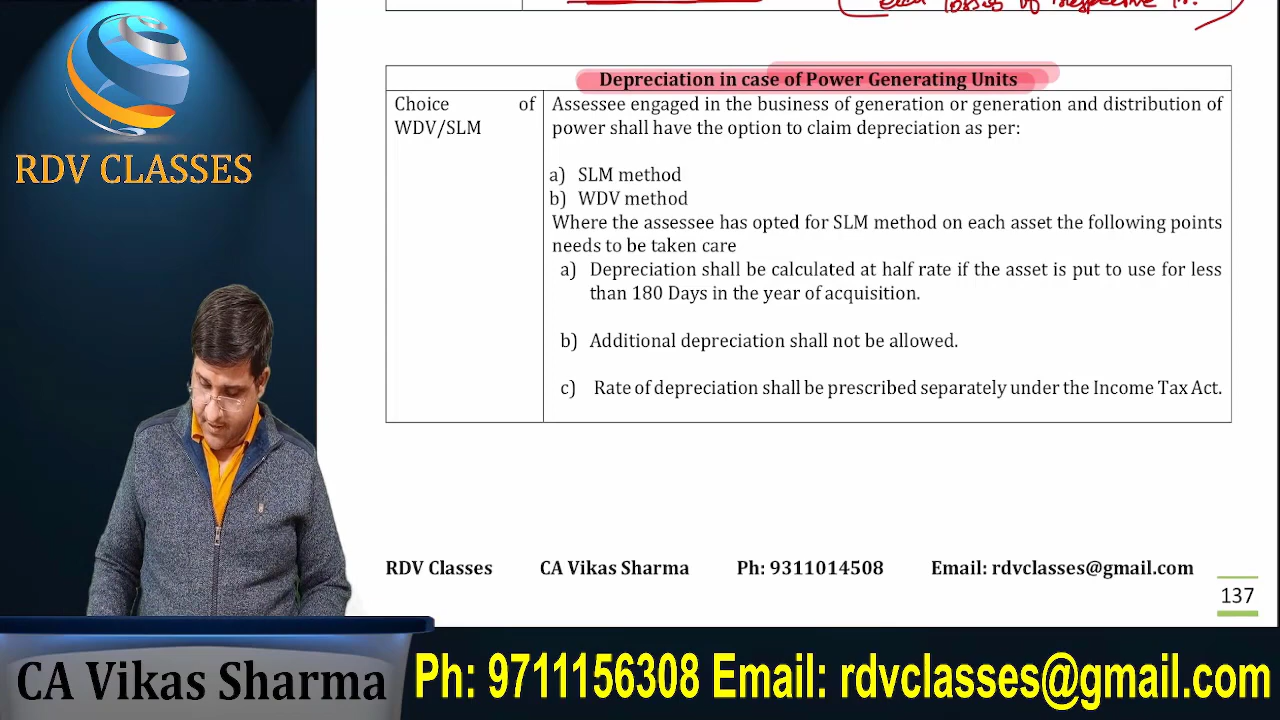 each losses of respective
Depreciation in case of Power Generating Units
Choice of
WDV/SLM
Assessee engaged in the business of generation or generation and distribution of
power shall have the option to claim depreciation as per:
a) SLM method
b) WDV method
Where the assessee has opted for SLM method on each asset the following points
needs to be taken care
a) Depreciation shall be calculated at half rate if the asset is put to use for less
than 180 Days in the year of acquisition.
b) Additional depreciation shall not be allowed.
c) Rate of depreciation shall be prescribed separately under the Income Tax Act.
RDV Classes CA Vikas Sharma Ph: 9311014508 Email: rdvclasses@gmail.com
137
RDV CLASSES
CA Vikas Sharma
Ph: 9711156308 Email: rdvclasses@gmail.com